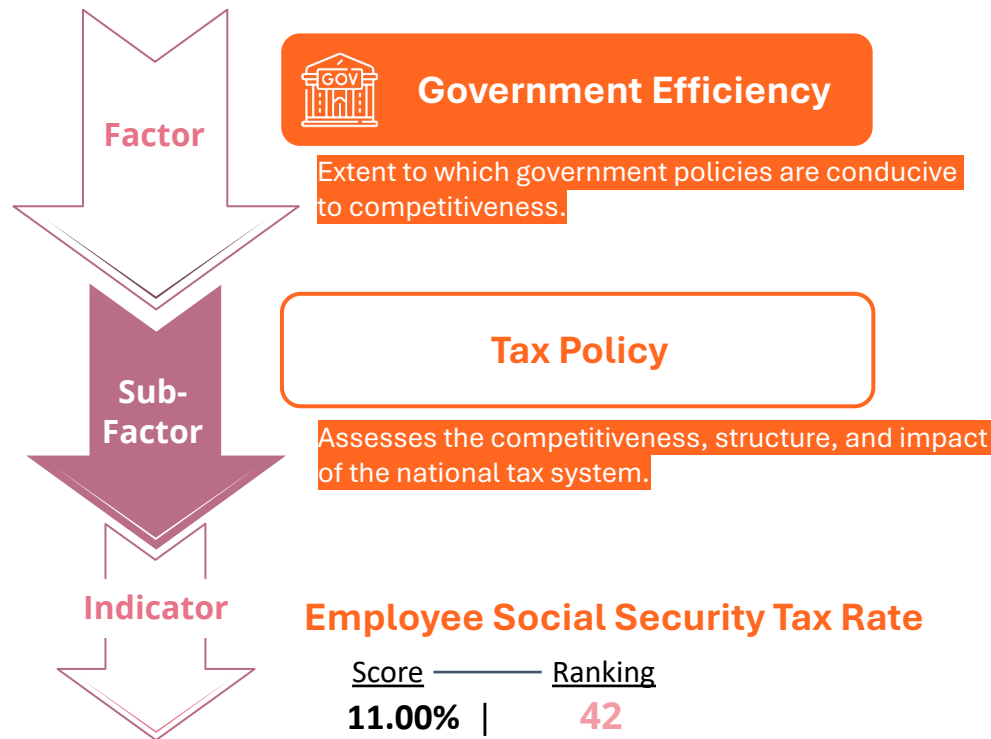 Factor
GOV
Government Efficiency
Extent to which government policies are conducive
to competitiveness.
Sub-
Factor
Tax Policy
Assesses the competitiveness, structure, and impact
of the national tax system.
Indicator
Employee Social Security Tax Rate
Score Ranking
11.00% | 42